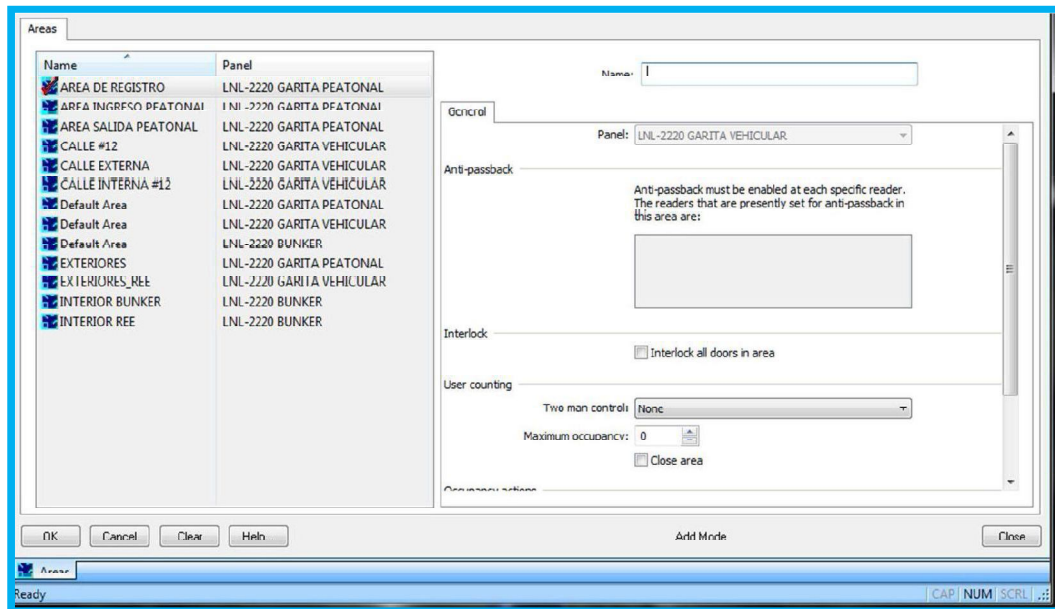 Areas
Name Panel
AREA DE REGISTRO LNL-2220 GARITA PEATONAL
AREA INGRESO PEATONAL LNL-2220 GARITA PEATONAL
AREA SALIDA PEATONAL LNL-2220 GARITA PEATONAL
CALLE #12 LNL-2220 GARITA VEHICULAR
CALLE EXTERNA LNL-2220 GARITA VEHICULAR
CALLE INTERNA #12 LNL-2220 GARITA VEHICULAR
Default Area LNL-2220 GARITA PEATONAL
Default Area LNL-2220 GARITA VEHICULAR
Default Area LNL-2220 BUNKER
EXTERIORES LNL-2220 GARITA PEATONAL
EXTERIORES_REE LNL-2220 GARITA VEHICULAR
INTERIOR BUNKER LNL-2220 BUNKER
INTERIOR REE LNL-2220 BUNKER
Name:
General
Panel: LNL-2220 GARITA VEHICULAR
Anti-passback
Anti-passback must be enabled at each specific reader.
The readers that are presently set for anti-passback in
this area are:
Interlock
Interlock all doors in area
User counting
Two man control: None
Maximum occupancy: 0
Close area
Occupancy actions
OK Cancel Clear Help Add Mode Close
Areas
Ready CAP NUM SCRL